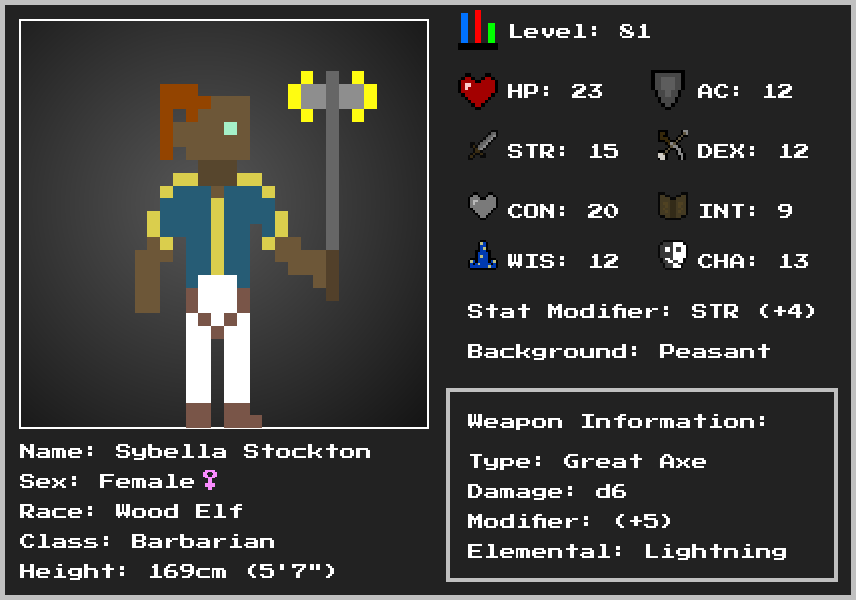 Level: 81
HP: 23
AC: 12
STR: 15
DEX: 12
CON: 20
INT: 9
WIS: 12
CHA: 13
Stat Modifier: STR (+4)
Background: Peasant
Weapon Information:
Type: Great Axe
Damage: d6
Modifier: (+5)
Elemental: Lightning
Name: Sybella Stockton
Sex: Female♀
Race: Wood Elf
Class: Barbarian
Height: 169cm (5'7")